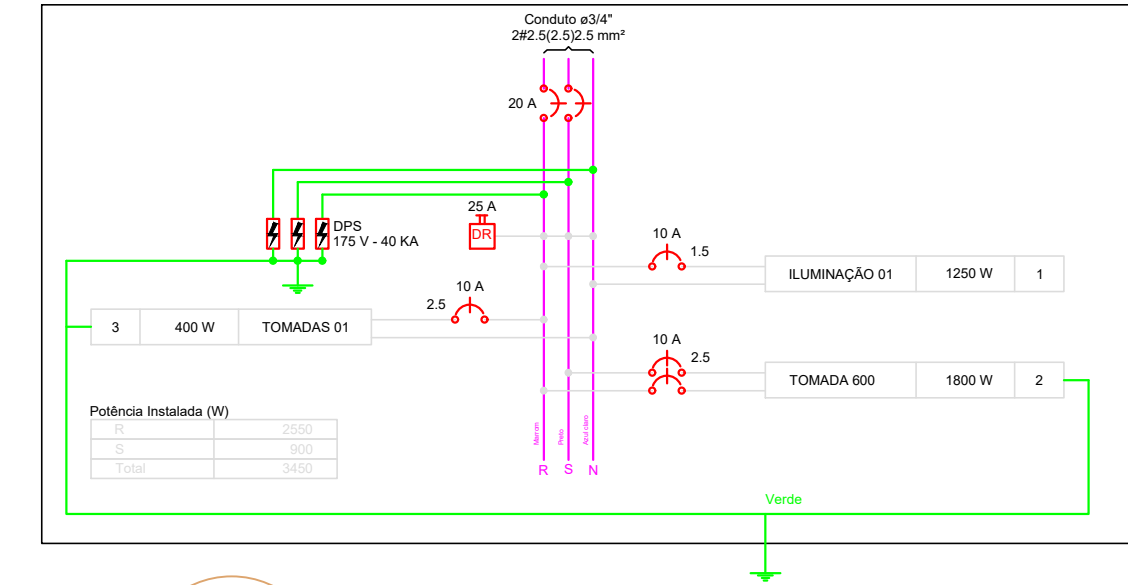 Conduto ø3/4"
2#2.5(2.5)2.5 mm²
20 A
25 A
DR
DPS
175 V - 40 KA
10 A
1.5
ILUMINAÇÃO 01 1250 W 1
10 A
2.5
3 400 W TOMADAS 01
10 A
2.5
TOMADA 600 1800 W 2
Potência Instalada (W)
R 2550
S 900
Total 3450
Marrom
Preto
Azul claro
R S N
Verde